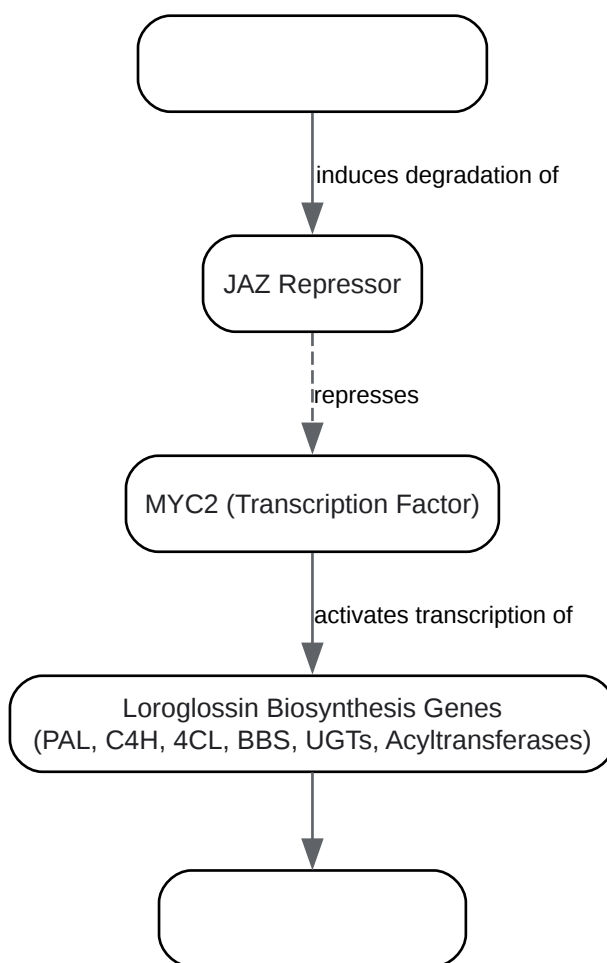 induces degradation of
JAZ Repressor
represses
MYC2 (Transcription Factor)
activates transcription of
Loroglossin Biosynthesis Genes
(PAL, C4H, 4CL, BBS, UGTs, Acyltransferases)